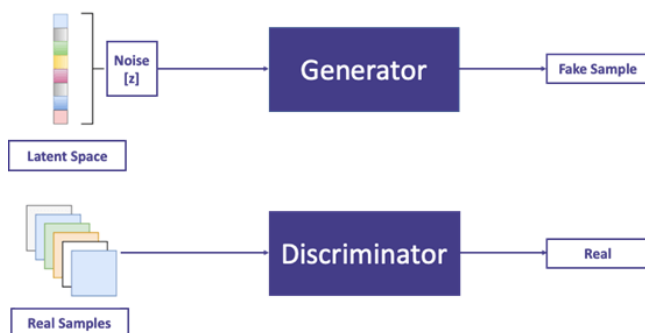 Noise
[z]
Generator
Fake Sample
Latent Space
Discriminator
Real
Real Samples